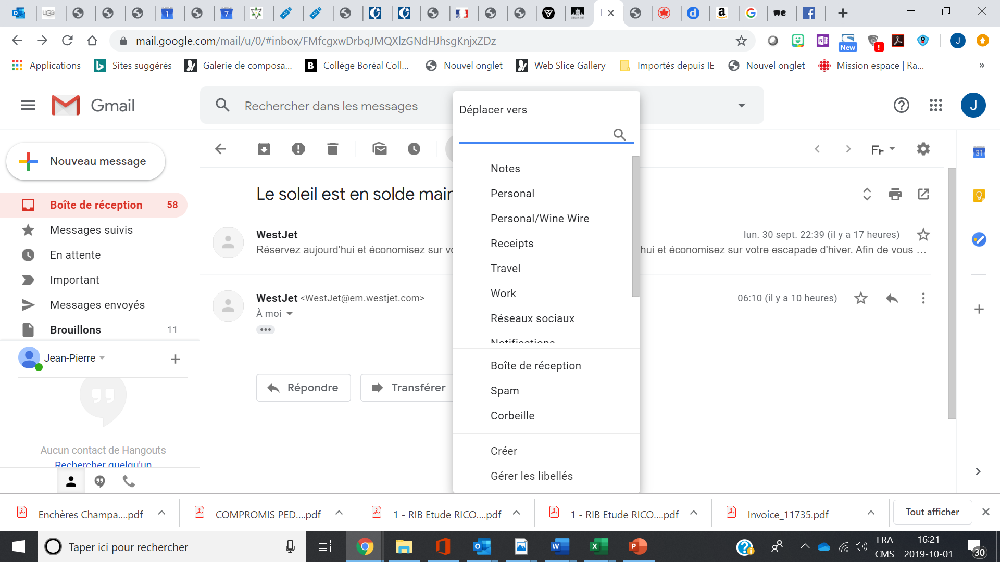 mail.google.com/mail/u/0/#inbox/FMfcgxwDrbqJMQXlzGNdHJhsgKnjxZDz
New
J
Applications
Sites suggérés
Galerie de composa...
Collège Boréal Coll...
Nouvel onglet
Web Slice Gallery
Importés depuis IE
Nouvel onglet
Mission espace | Ra...
»
Gmail
Rechercher dans les messages
J
Déplacer vers
Nouveau message
Fr
31
Boîte de réception 58
Messages suivis
En attente
Important
Messages envoyés
Brouillons 11
Le soleil est en solde main
WestJet
lun. 30 sept. 22:39 (il y a 17 heures)
Réservez aujourd'hui et économisez sur vo
hui et économisez sur votre escapade d'hiver. Afin de vous ...
WestJet <WestJet@em.westjet.com>
06:10 (il y a 10 heures)
À moi
Répondre
Transférer
Notes
Personal
Personal/Wine Wire
Receipts
Travel
Work
Réseaux sociaux
Notifications
Boîte de réception
Spam
Corbeille
Créer
Gérer les libellés
Jean-Pierre
Aucun contact de Hangouts
Rechercher quelqu'un
Enchères Champa....pdf
COMPROMIS PED....pdf
1 - RIB Etude RICO....pdf
1 - RIB Etude RICO....pdf
Invoice_11735.pdf
Tout afficher
Taper ici pour rechercher
FRA
CMS
16:21
2019-10-01
30